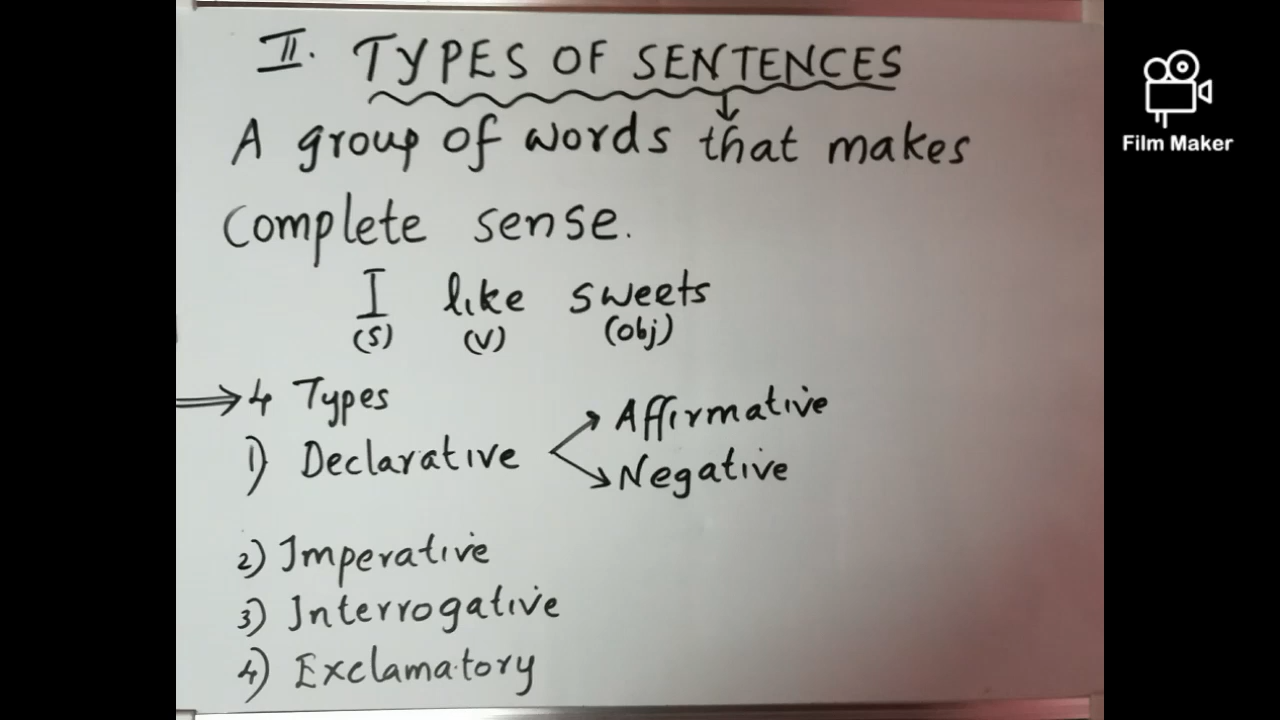 II. TYPES OF SENTENCES
A group of words that makes
Complete sense.
I like sweets
(S) (V) (obj)
4 Types
1) Declarative
Affirmative
Negative
2) Imperative
3) Interrogative
4) Exclamatory
Film Maker